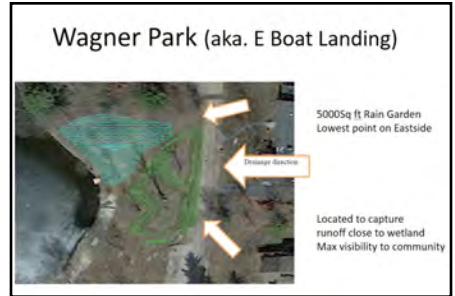 Wagner Park (aka. E Boat Landing)
5000Sq ft Rain Garden
Lowest point on Eastside
Drainage direction
Located to capture
runoff close to wetland
Max visibility to community